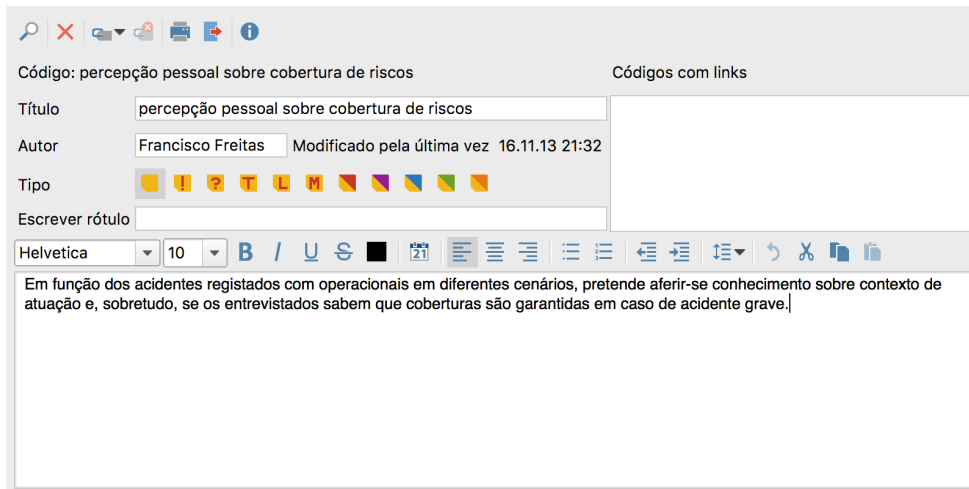 Código: percepção pessoal sobre cobertura de riscos
Códigos com links
Título
percepção pessoal sobre cobertura de riscos
Autor
Francisco Freitas
Modificado pela última vez 16.11.13 21:32
Tipo
! ? T L M
Escrever rótulo
Helvetica
10
B I U S
21
Em função dos acidentes registados com operacionais em diferentes cenários, pretende aferir-se conhecimento sobre contexto de
atuação e, sobretudo, se os entrevistados sabem que coberturas são garantidas em caso de acidente grave.